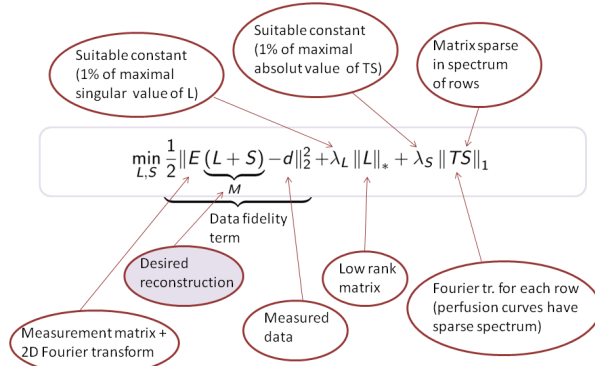 Suitable constant
(1% of maximal
singular value of L)
Suitable constant
(1% of maximal
absolut value of TS)
Matrix sparse
in spectrum
of rows
min_{L,S} 1/2 ‖E (L + S) −d‖₂² +λ_L ‖L‖_* + λ_S ‖TS‖₁
M
Data fidelity
term
Desired
reconstruction
Low rank
matrix
Fourier tr. for each row
(perfusion curves have
sparse spectrum)
Measured
data
Measurement matrix +
2D Fourier transform